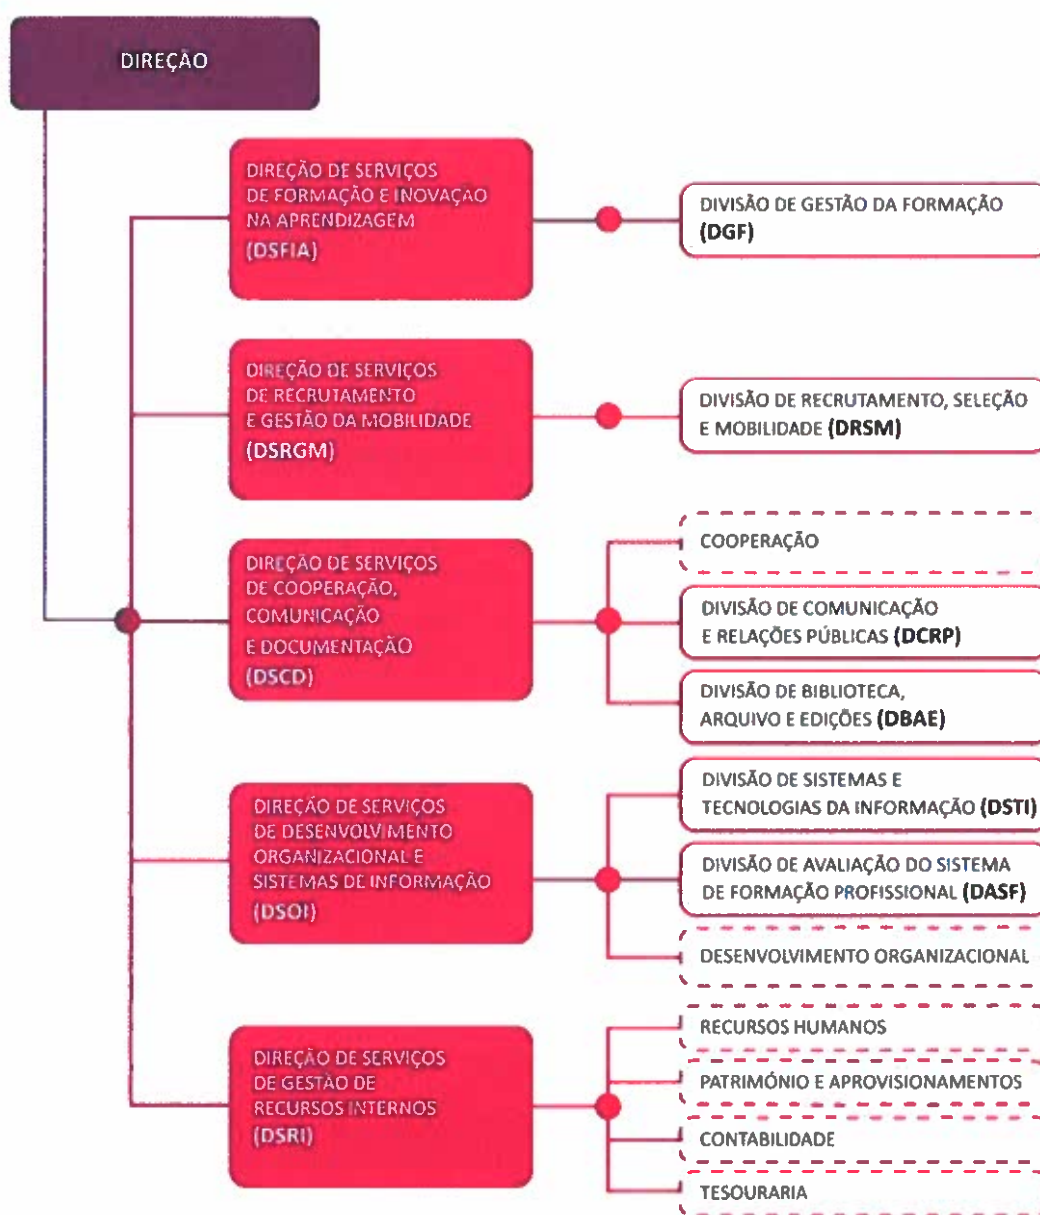 DIREÇÃO
DIREÇÃO DE SERVIÇOS
DE FORMAÇÃO E INOVAÇÃO
NA APRENDIZAGEM
(DSFIA)
DIVISÃO DE GESTÃO DA FORMAÇÃO
(DGF)
DIREÇÃO DE SERVIÇOS
DE RECRUTAMENTO
E GESTÃO DA MOBILIDADE
(DSRGM)
DIVISÃO DE RECRUTAMENTO, SELEÇÃO
E MOBILIDADE (DRSM)
DIREÇÃO DE SERVIÇOS
DE COOPERAÇÃO,
COMUNICAÇÃO
E DOCUMENTAÇÃO
(DSCD)
COOPERAÇÃO
DIVISÃO DE COMUNICAÇÃO
E RELAÇÕES PÚBLICAS (DCRP)
DIVISÃO DE BIBLIOTECA,
ARQUIVO E EDIÇÕES (DBAE)
DIREÇÃO DE SERVIÇOS
DE DESENVOLVIMENTO
ORGANIZACIONAL E
SISTEMAS DE INFORMAÇÃO
(DSOI)
DIVISÃO DE SISTEMAS E
TECNOLOGIAS DA INFORMAÇÃO (DSTI)
DIVISÃO DE AVALIAÇÃO DO SISTEMA
DE FORMAÇÃO PROFISSIONAL (DASF)
DESENVOLVIMENTO ORGANIZACIONAL
DIREÇÃO DE SERVIÇOS
DE GESTÃO DE
RECURSOS INTERNOS
(DSRI)
RECURSOS HUMANOS
PATRIMÓNIO E APROVISIONAMENTOS
CONTABILIDADE
TESOURARIA